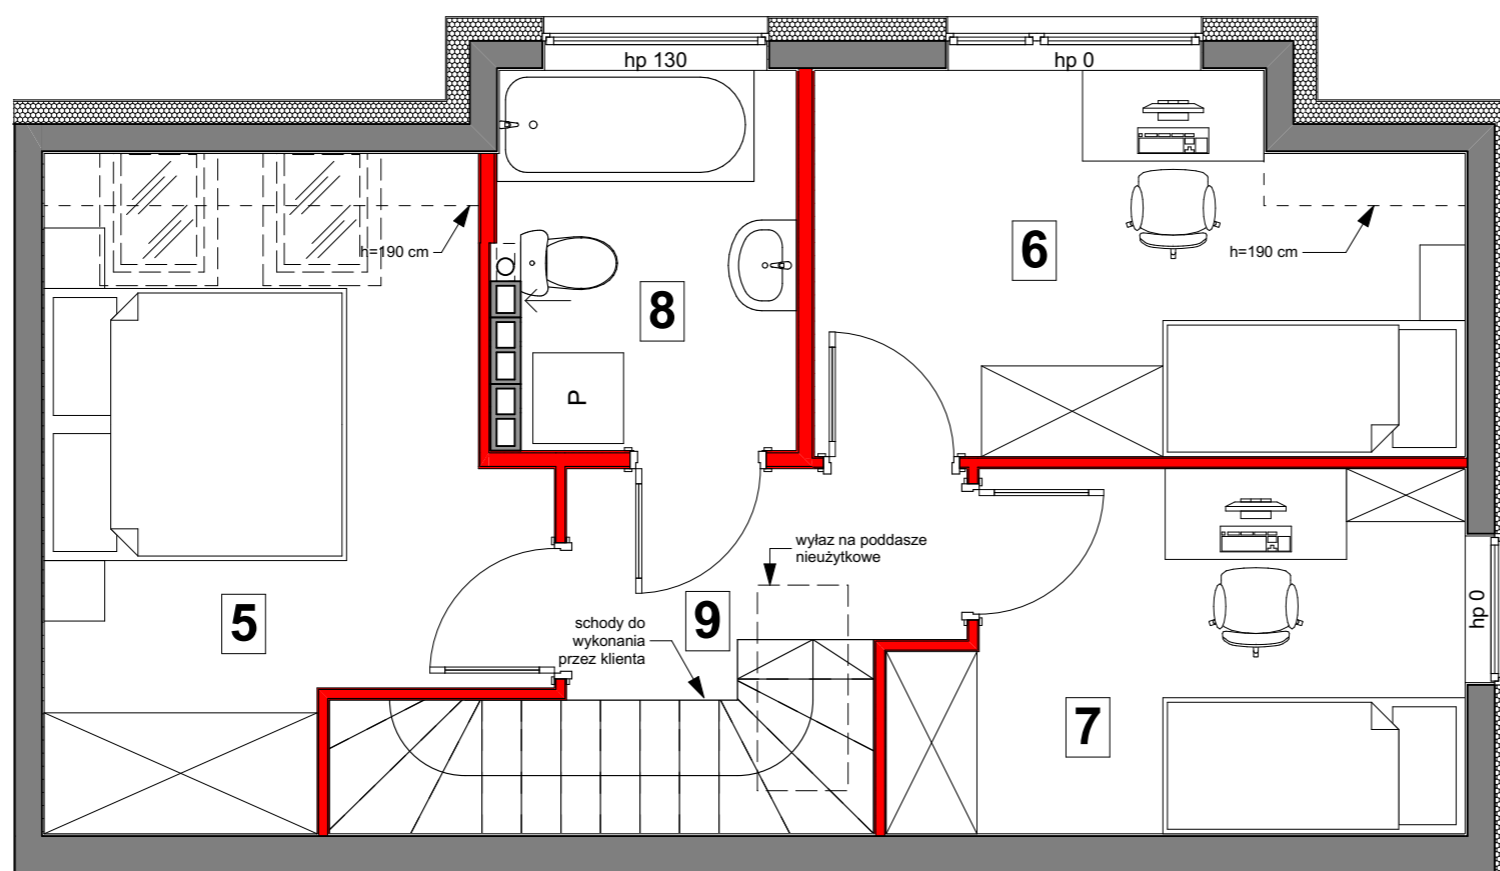 hp 130
hp 0
h=190 cm
6
h=190 cm
8
P
wyłaz na poddasze
nieużytkowe
5
9
schody do
wykonania
przez klienta
hp 0
7